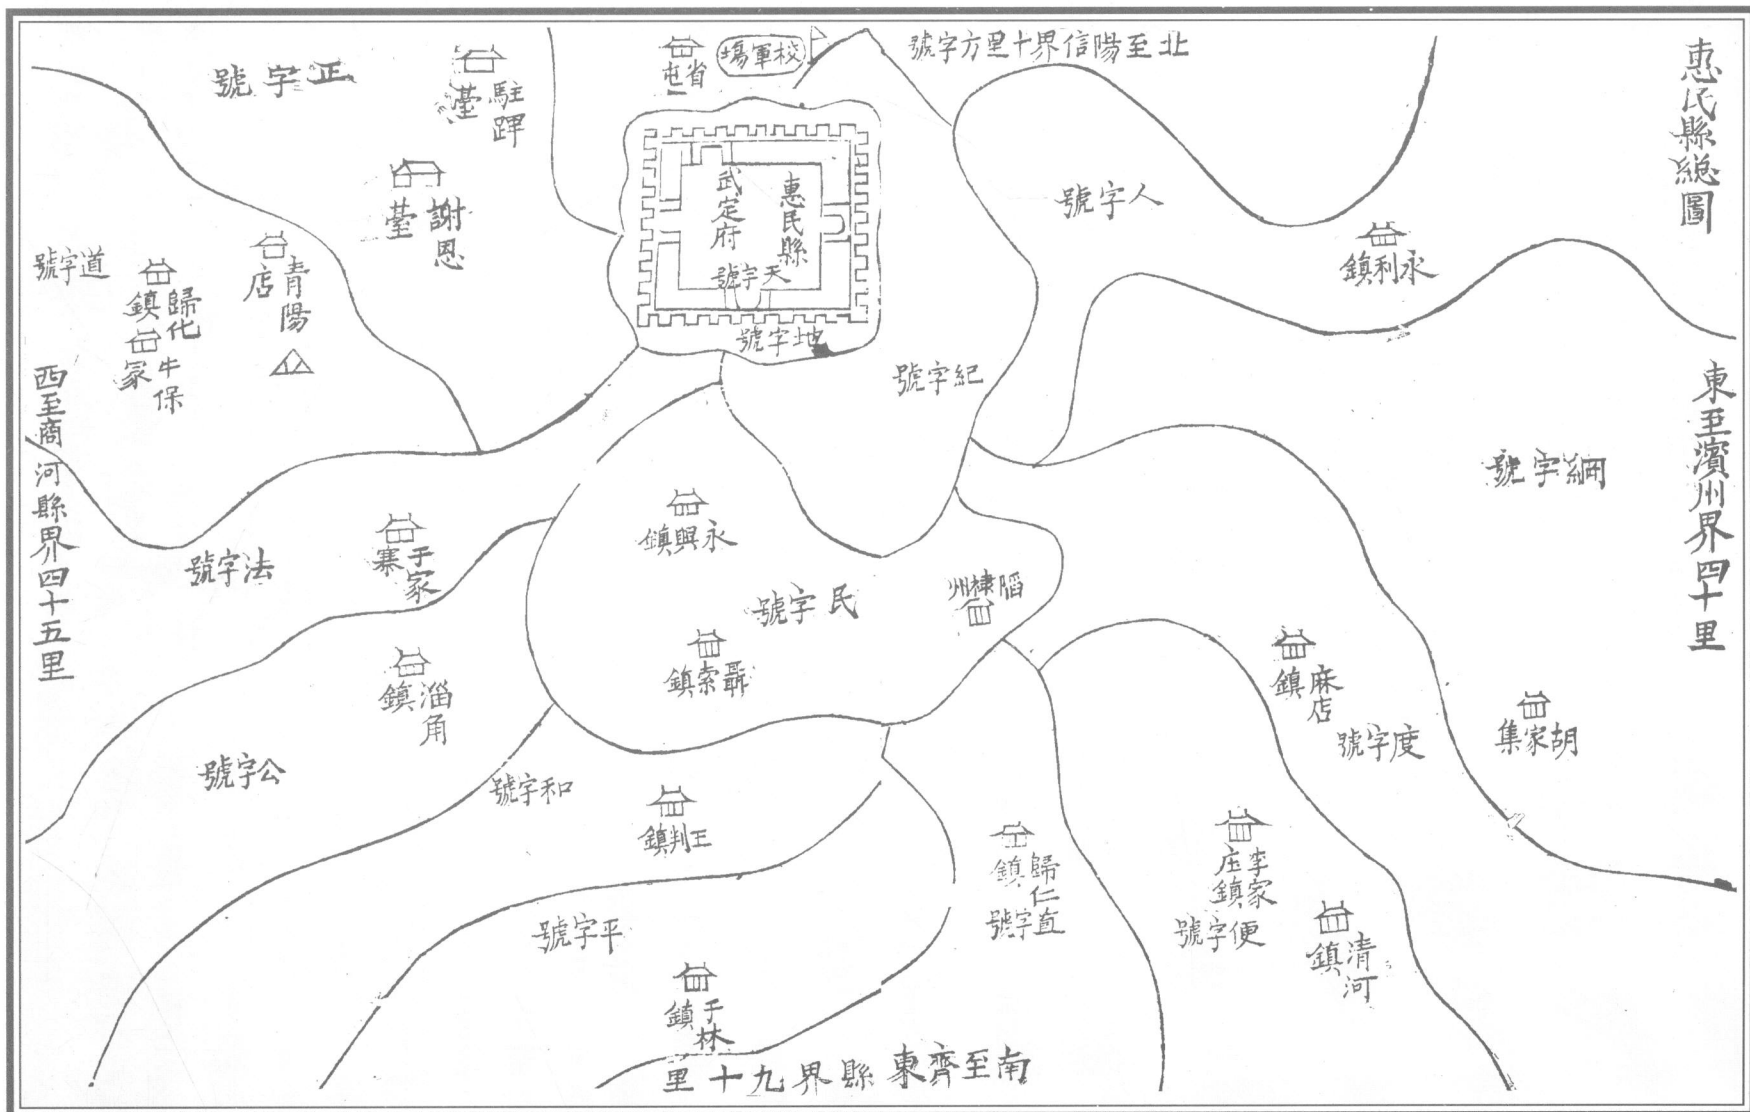 惠民縣總圖
北至陽信界十里方字號
校軍場
省屯
駐蹕臺
正字號
謝恩臺
武定府
惠民縣
天字號
地字號
人字號
永利鎮
道字號
青陽店
歸化鎮
牛保冢
紀字號
東至濱州界四十里
西至商河縣界四十五里
綱字號
法字號
于家寨
永興鎮
民字號
棣州
聶索鎮
淄角鎮
麻店鎮
度字號
胡家集
公字號
和字號
王判鎮
歸仁鎮
直字號
李家庄鎮
便字號
清河鎮
平字號
于林鎮
南至齊東縣界九十里